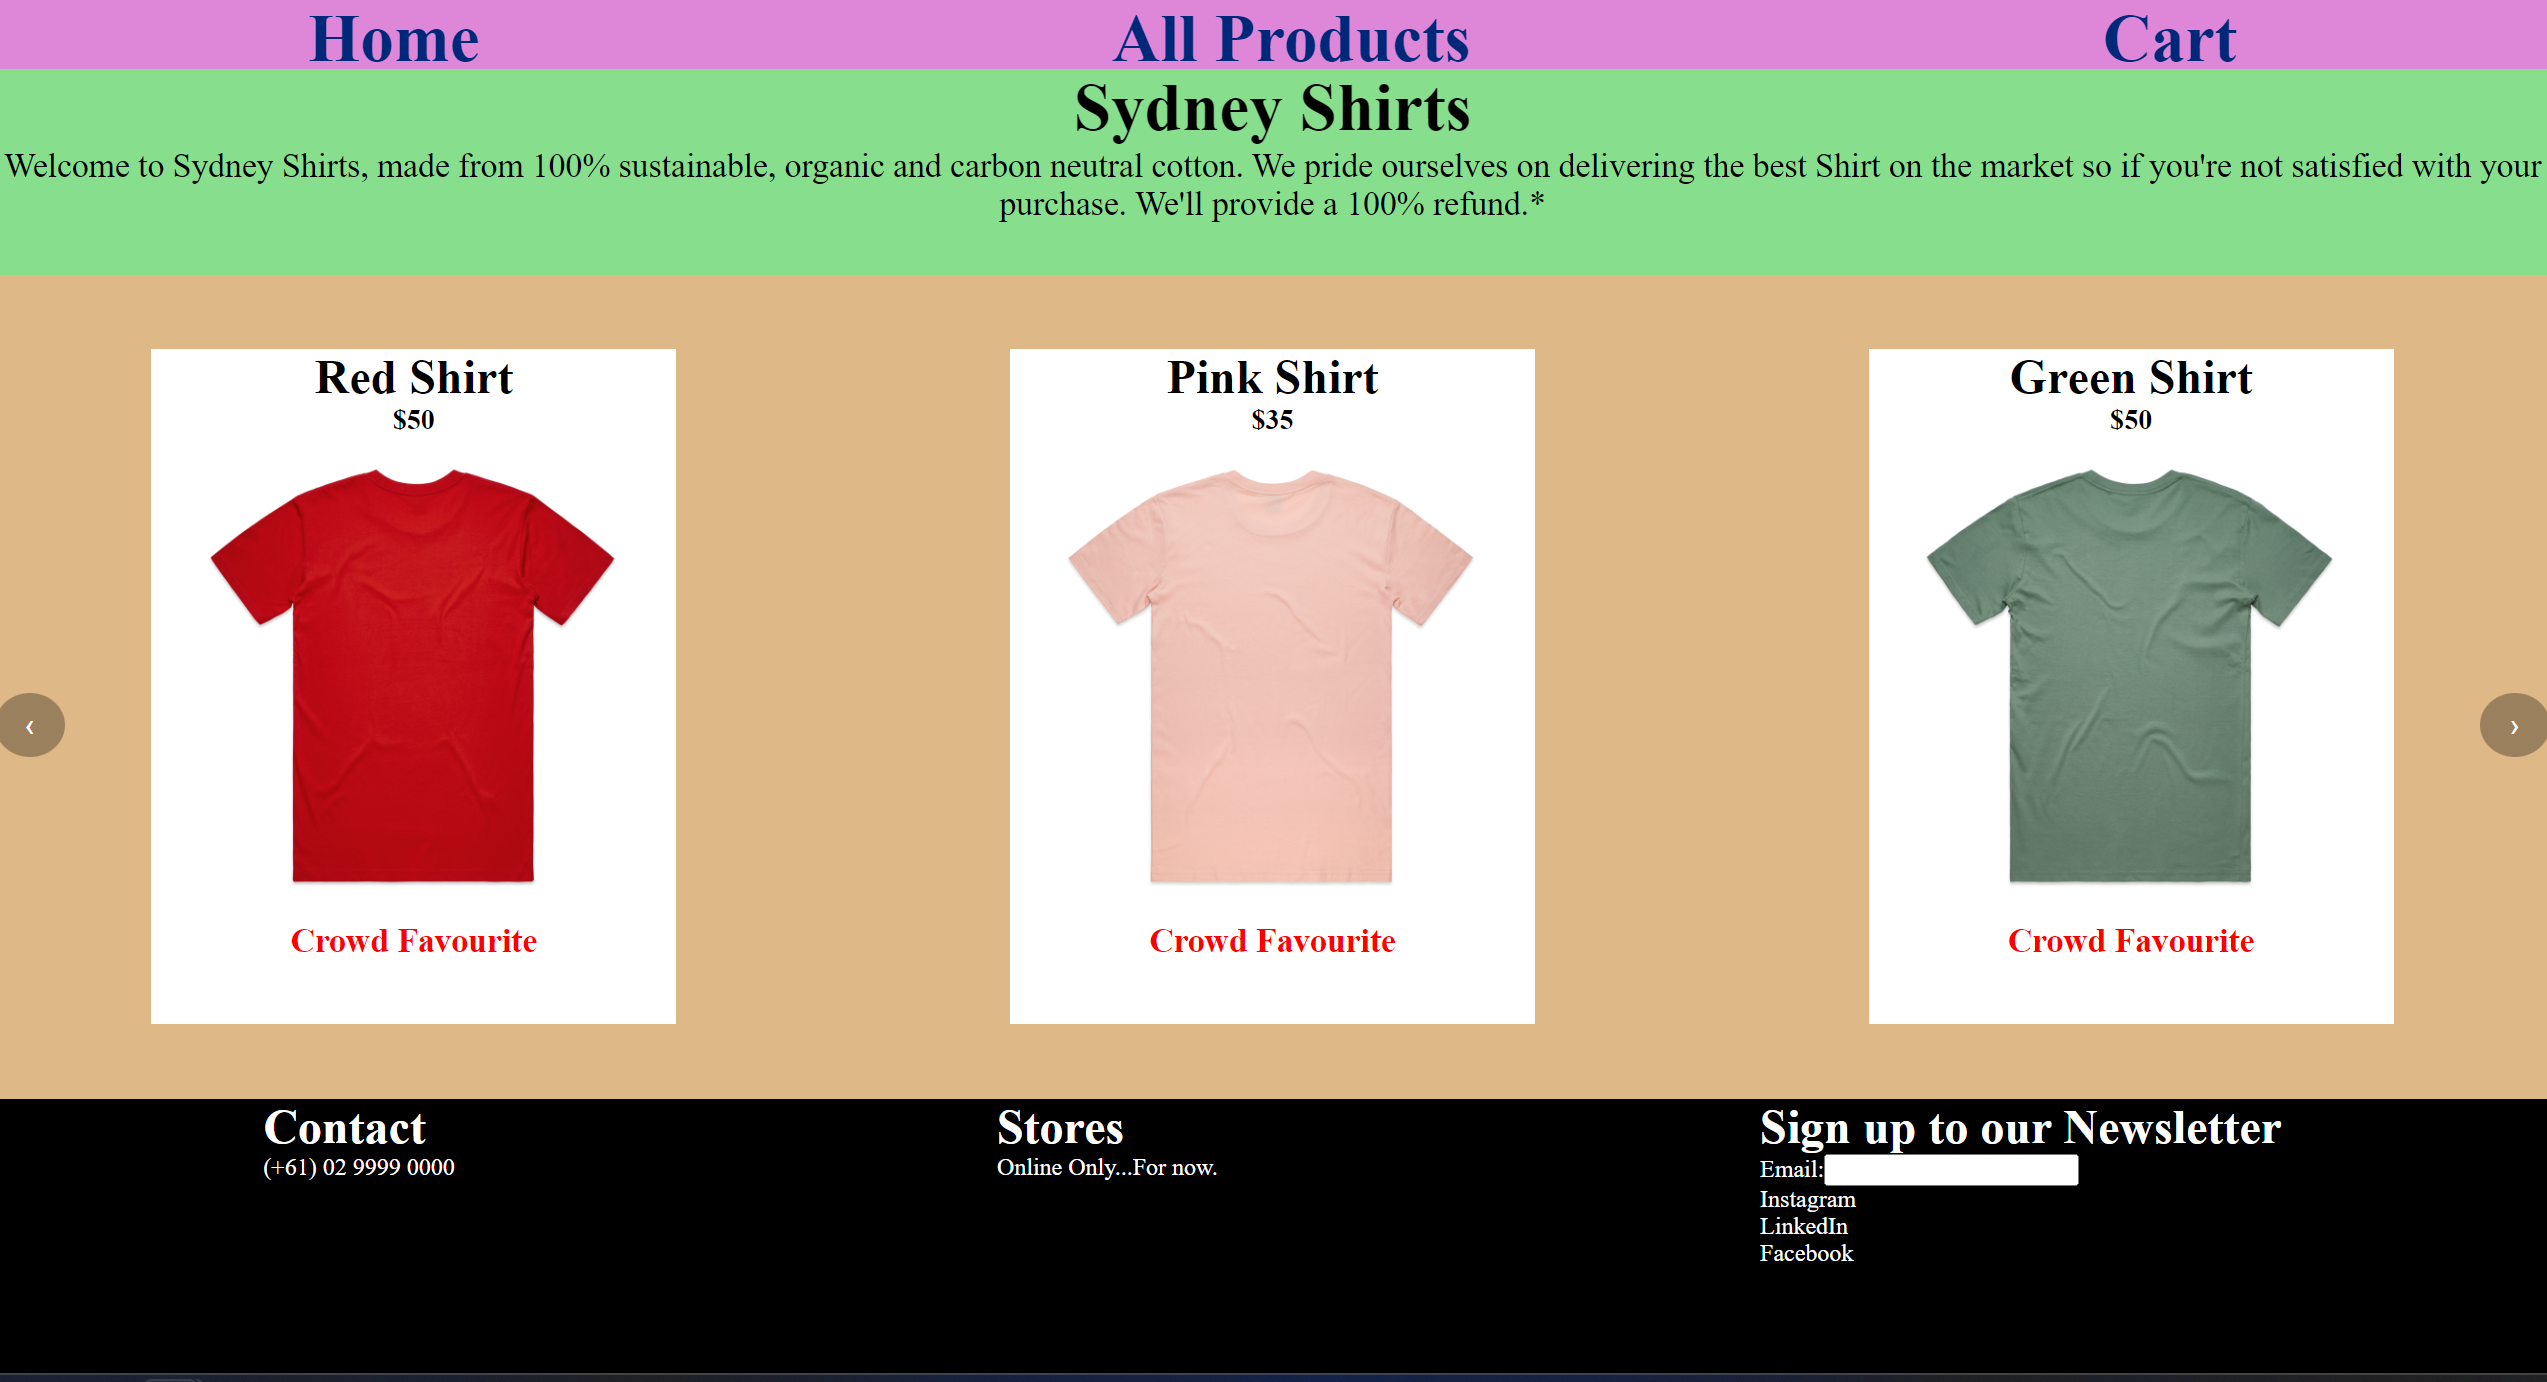 Home
All Products
Cart
Sydney Shirts
Welcome to Sydney Shirts, made from 100% sustainable, organic and carbon neutral cotton. We pride ourselves on delivering the best Shirt on the market so if you're not satisfied with your
purchase. We'll provide a 100% refund.*
Red Shirt
$50
Crowd Favourite
Pink Shirt
$35
Crowd Favourite
Green Shirt
$50
Crowd Favourite
‹
›
Contact
(+61) 02 9999 0000
Stores
Online Only...For now.
Sign up to our Newsletter
Email:
Instagram
LinkedIn
Facebook